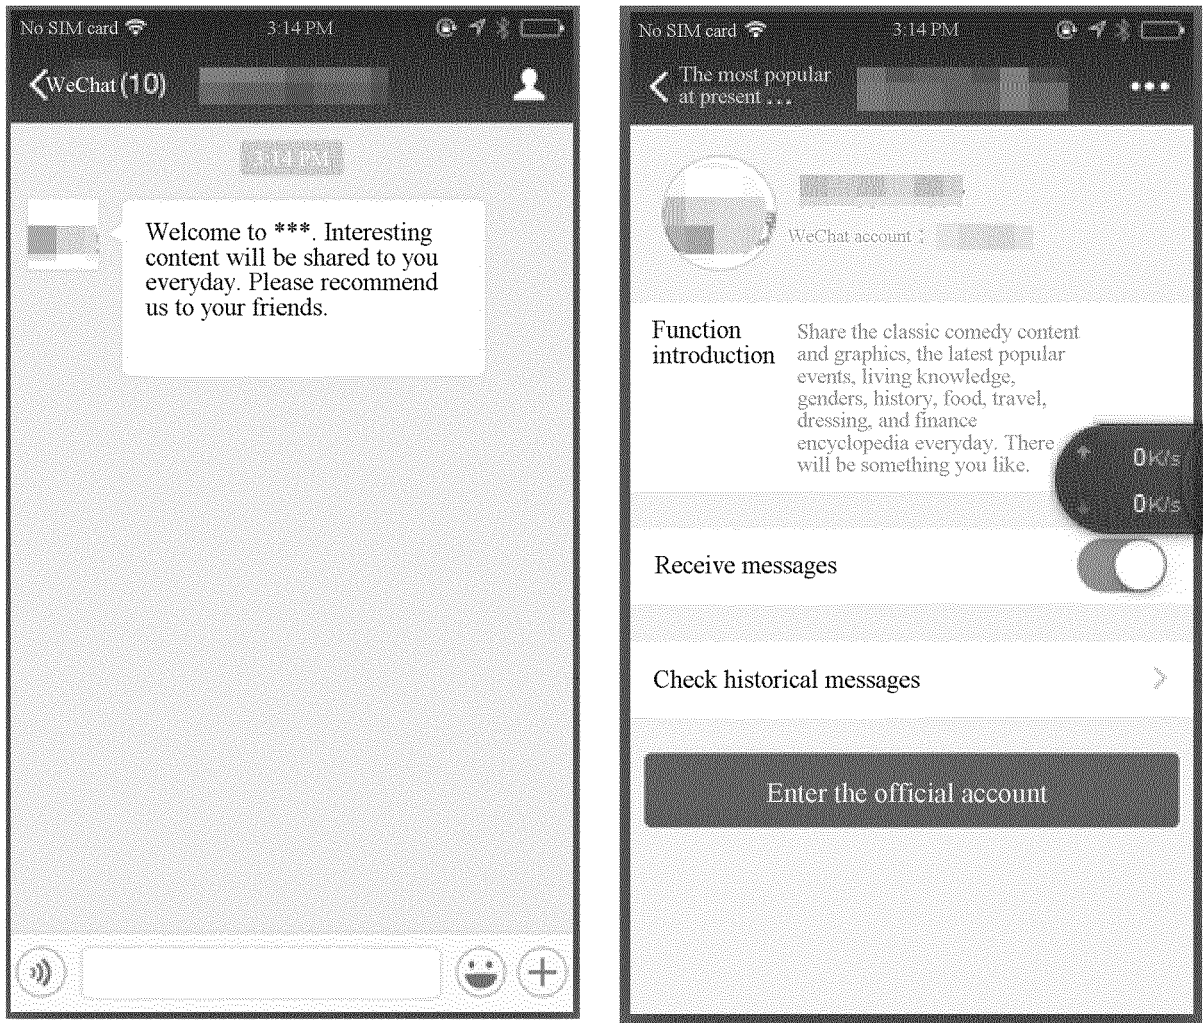 No SIM card 3:14 PM
WeChat (10)
3:14 PM
Welcome to ***. Interesting
content will be shared to you
everyday. Please recommend
us to your friends.
No SIM card 3:14 PM
The most popular
at present ...
WeChat account :
Function
introduction
Share the classic comedy content
and graphics, the latest popular
events, living knowledge,
genders, history, food, travel,
dressing, and finance
encyclopedia everyday. There
will be something you like.
0K/s
0K/s
Receive messages
Check historical messages
Enter the official account